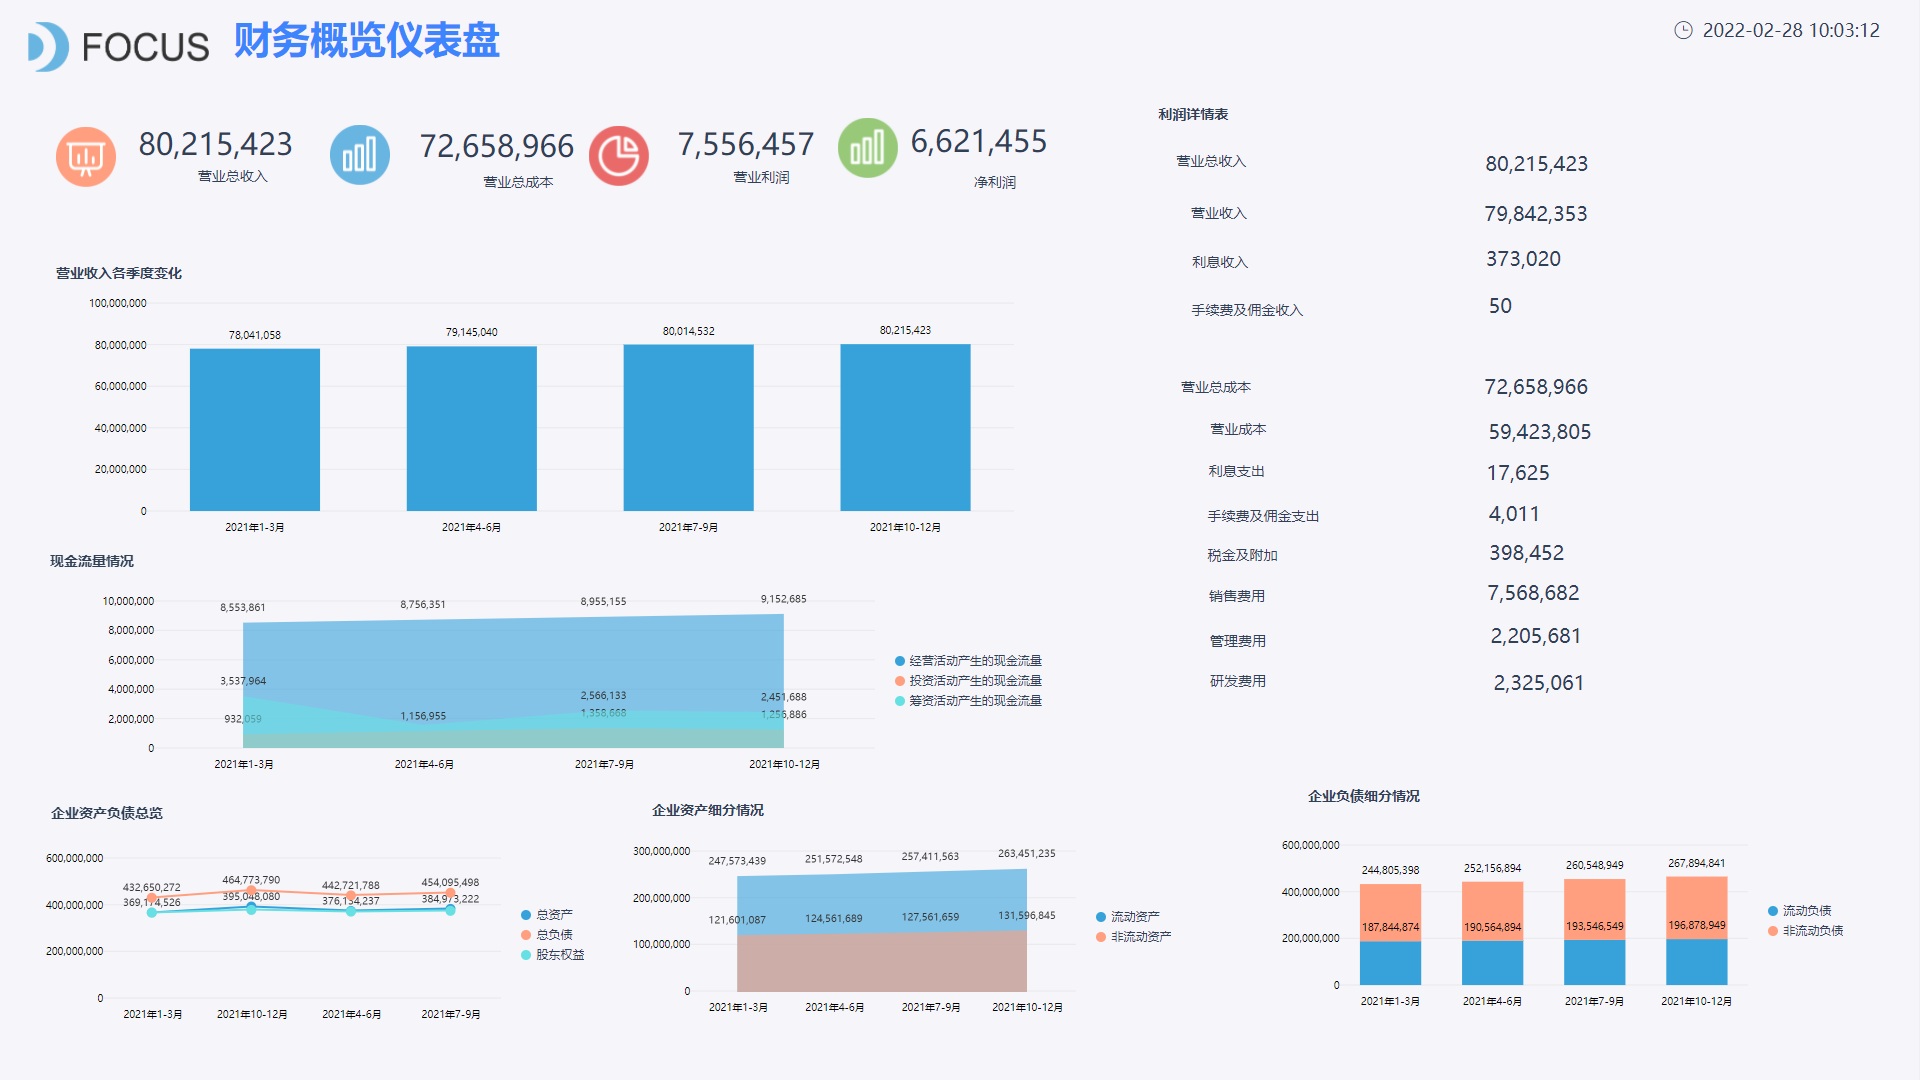 FOCUS 财务概览仪表盘
2022-02-28 10:03:12
80,215,423
营业总收入
72,658,966
营业总成本
7,556,457
营业利润
6,621,455
净利润
营业收入各季度变化
100,000,000
80,000,000
60,000,000
40,000,000
20,000,000
0
78,041,058
79,145,040
80,014,532
80,215,423
2021年1-3月
2021年4-6月
2021年7-9月
2021年10-12月
现金流量情况
10,000,000
8,000,000
6,000,000
4,000,000
2,000,000
0
8,553,861
8,756,351
8,955,155
9,152,685
3,537,964
1,156,955
2,566,133
2,451,688
932,059
1,358,668
1,256,886
2021年1-3月
2021年4-6月
2021年7-9月
2021年10-12月
经营活动产生的现金流量
投资活动产生的现金流量
筹资活动产生的现金流量
利润详情表
营业总收入 80,215,423
营业收入 79,842,353
利息收入 373,020
手续费及佣金收入 50
营业总成本 72,658,966
营业成本 59,423,805
利息支出 17,625
手续费及佣金支出 4,011
税金及附加 398,452
销售费用 7,568,682
管理费用 2,205,681
研发费用 2,325,061
企业资产负债总览
600,000,000
400,000,000
200,000,000
0
432,650,272
464,773,790
442,721,788
454,095,498
395,048,080
376,154,237
384,973,222
2021年1-3月
2021年10-12月
2021年4-6月
2021年7-9月
总资产
总负债
股东权益
企业资产细分情况
300,000,000
200,000,000
100,000,000
0
247,573,439
251,572,548
257,411,563
263,451,235
121,601,087
124,561,689
127,561,659
131,596,845
2021年1-3月
2021年4-6月
2021年7-9月
2021年10-12月
流动资产
非流动资产
企业负债细分情况
600,000,000
400,000,000
200,000,000
0
244,805,398
252,156,894
260,548,949
267,894,841
187,844,874
190,564,894
193,546,549
196,878,949
2021年1-3月
2021年4-6月
2021年7-9月
2021年10-12月
流动负债
非流动负债